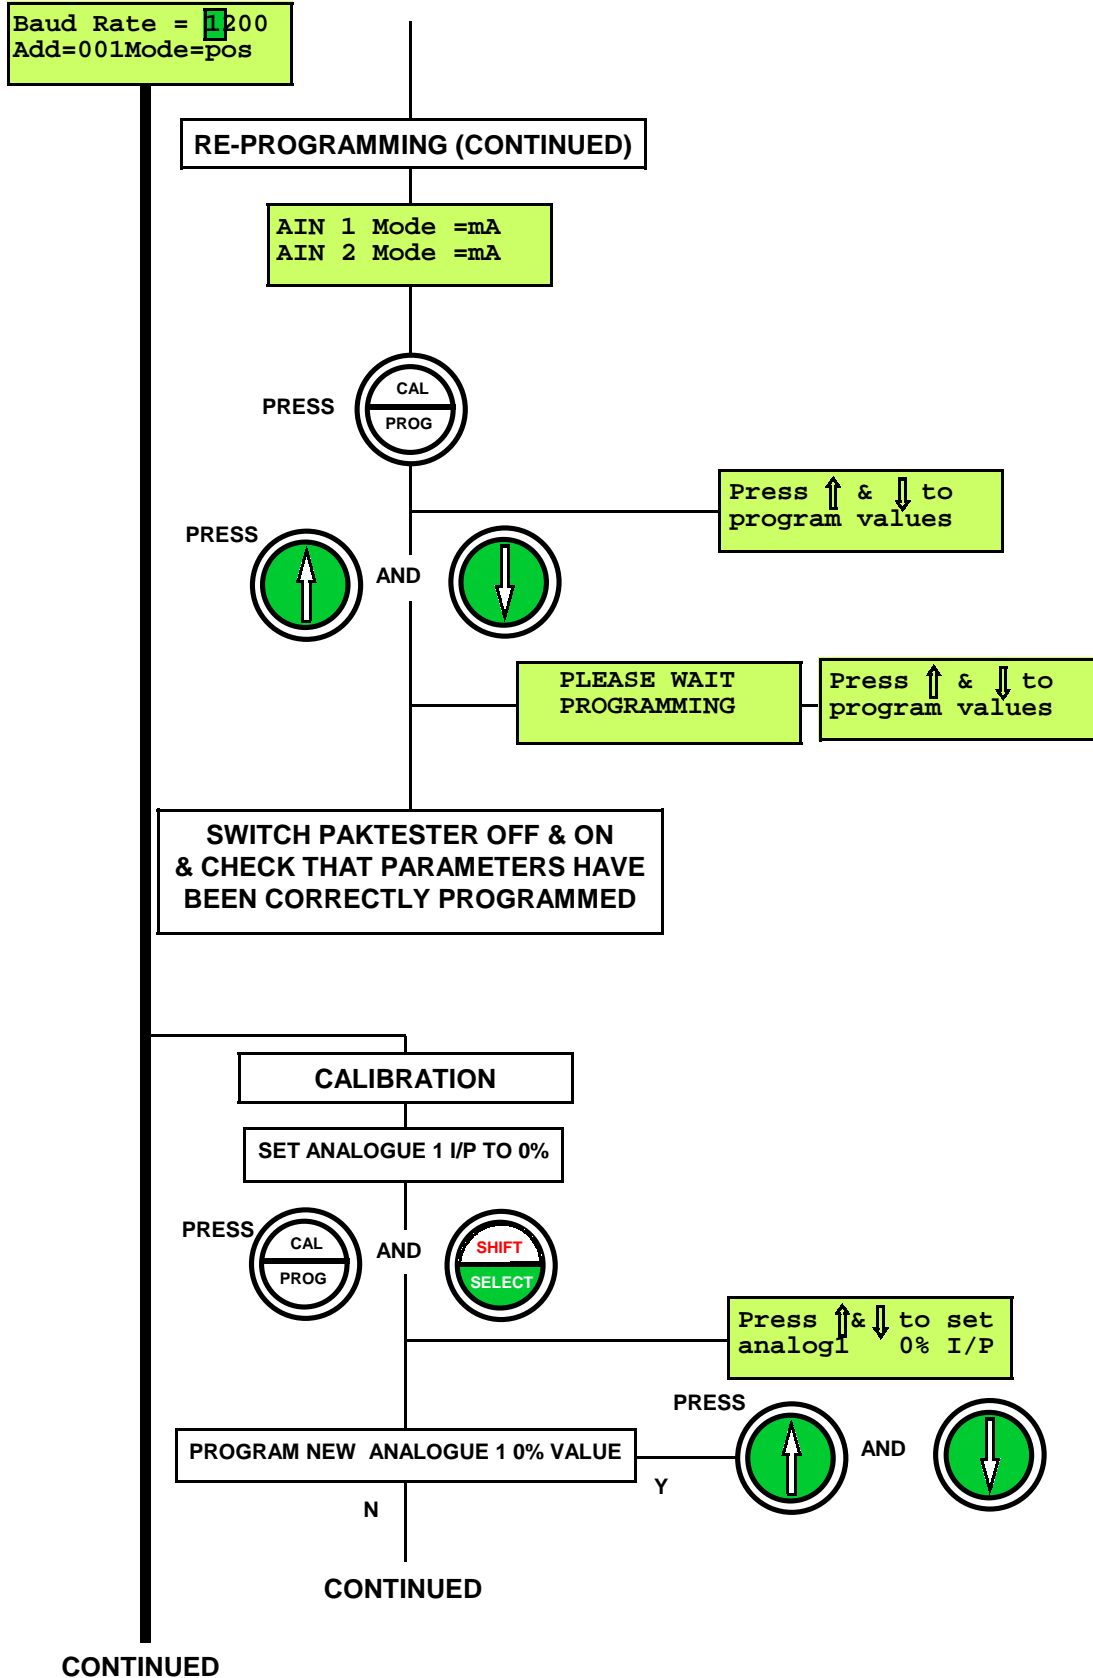 Baud Rate = 1200
Add=001Mode=pos
RE-PROGRAMMING (CONTINUED)
AIN 1 Mode =mA
AIN 2 Mode =mA
PRESS
CAL
PROG
Press ⇑ & ⇓ to
program values
PRESS
AND
PLEASE WAIT
PROGRAMMING
Press ⇑ & ⇓ to
program values
SWITCH PAKTESTER OFF & ON
& CHECK THAT PARAMETERS HAVE
BEEN CORRECTLY PROGRAMMED
CALIBRATION
SET ANALOGUE 1 I/P TO 0%
PRESS
CAL
PROG
AND
SHIFT
SELECT
Press ⇑& ⇓ to set
analog1 0% I/P
PRESS
AND
PROGRAM NEW ANALOGUE 1 0% VALUE
Y
N
CONTINUED
CONTINUED